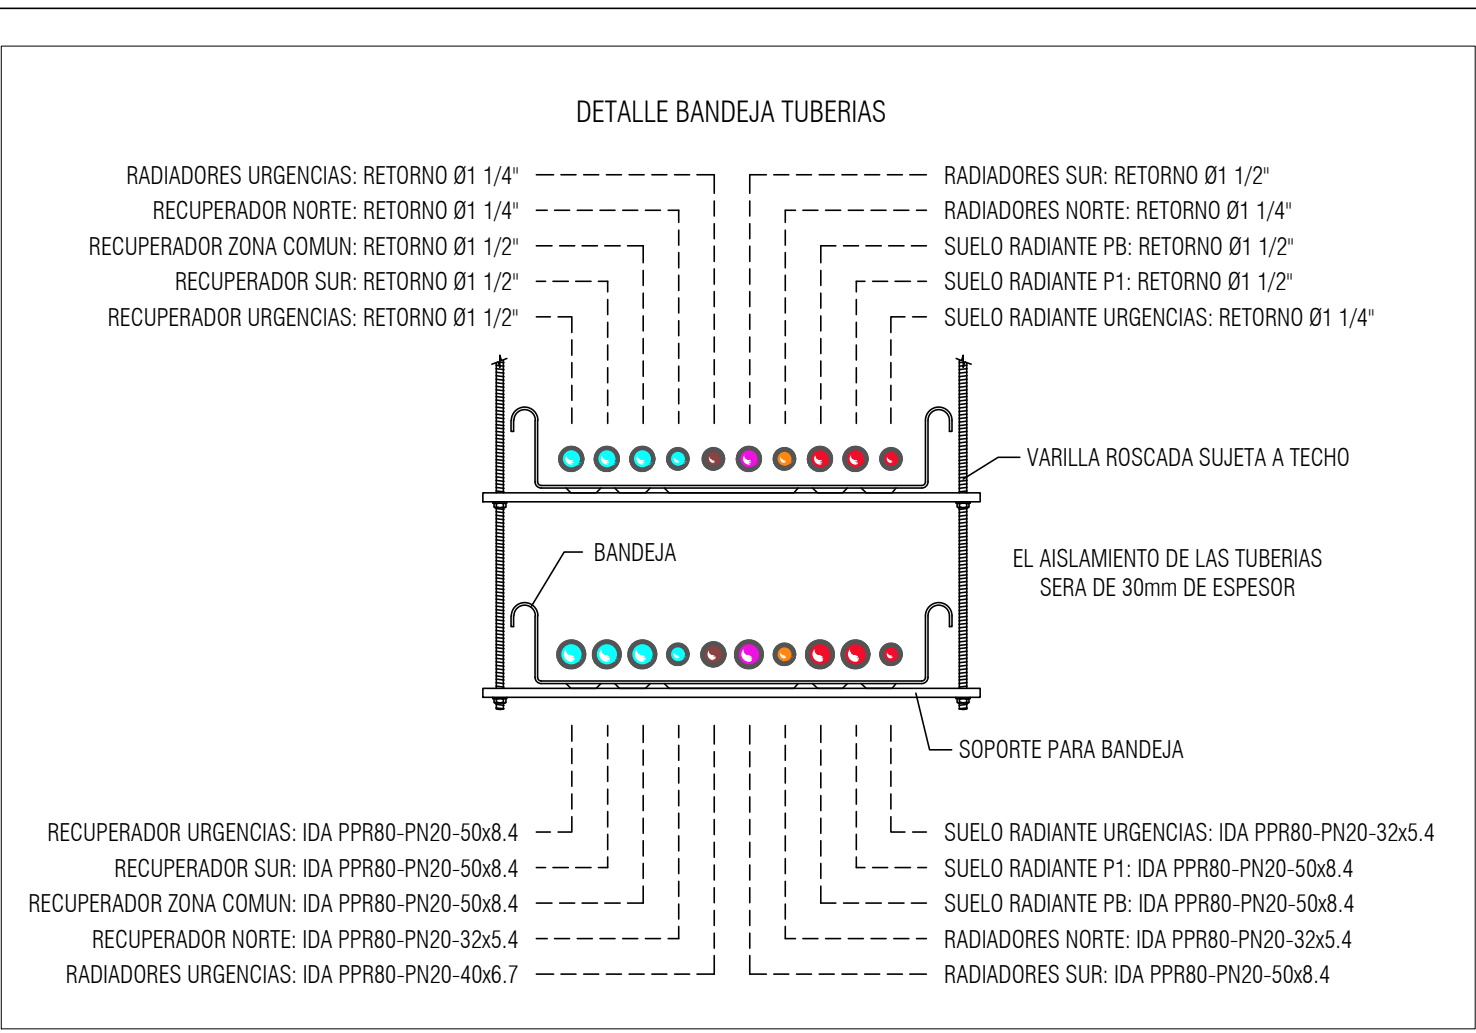 DETALLE BANDEJA TUBERIAS
RADIADORES URGENCIAS: RETORNO Ø1 1/4"
RECUPERADOR NORTE: RETORNO Ø1 1/4"
RECUPERADOR ZONA COMUN: RETORNO Ø1 1/2"
RECUPERADOR SUR: RETORNO Ø1 1/2"
RECUPERADOR URGENCIAS: RETORNO Ø1 1/2"
RADIADORES SUR: RETORNO Ø1 1/2"
RADIADORES NORTE: RETORNO Ø1 1/4"
SUELO RADIANTE PB: RETORNO Ø1 1/2"
SUELO RADIANTE P1: RETORNO Ø1 1/2"
SUELO RADIANTE URGENCIAS: RETORNO Ø1 1/4"
VARILLA ROSCADA SUJETA A TECHO
BANDEJA
EL AISLAMIENTO DE LAS TUBERIAS
SERA DE 30mm DE ESPESOR
SOPORTE PARA BANDEJA
RECUPERADOR URGENCIAS: IDA PPR80-PN20-50x8.4
RECUPERADOR SUR: IDA PPR80-PN20-50x8.4
RECUPERADOR ZONA COMUN: IDA PPR80-PN20-50x8.4
RECUPERADOR NORTE: IDA PPR80-PN20-32x5.4
RADIADORES URGENCIAS: IDA PPR80-PN20-40x6.7
SUELO RADIANTE URGENCIAS: IDA PPR80-PN20-32x5.4
SUELO RADIANTE P1: IDA PPR80-PN20-50x8.4
SUELO RADIANTE PB: IDA PPR80-PN20-50x8.4
RADIADORES NORTE: IDA PPR80-PN20-32x5.4
RADIADORES SUR: IDA PPR80-PN20-50x8.4